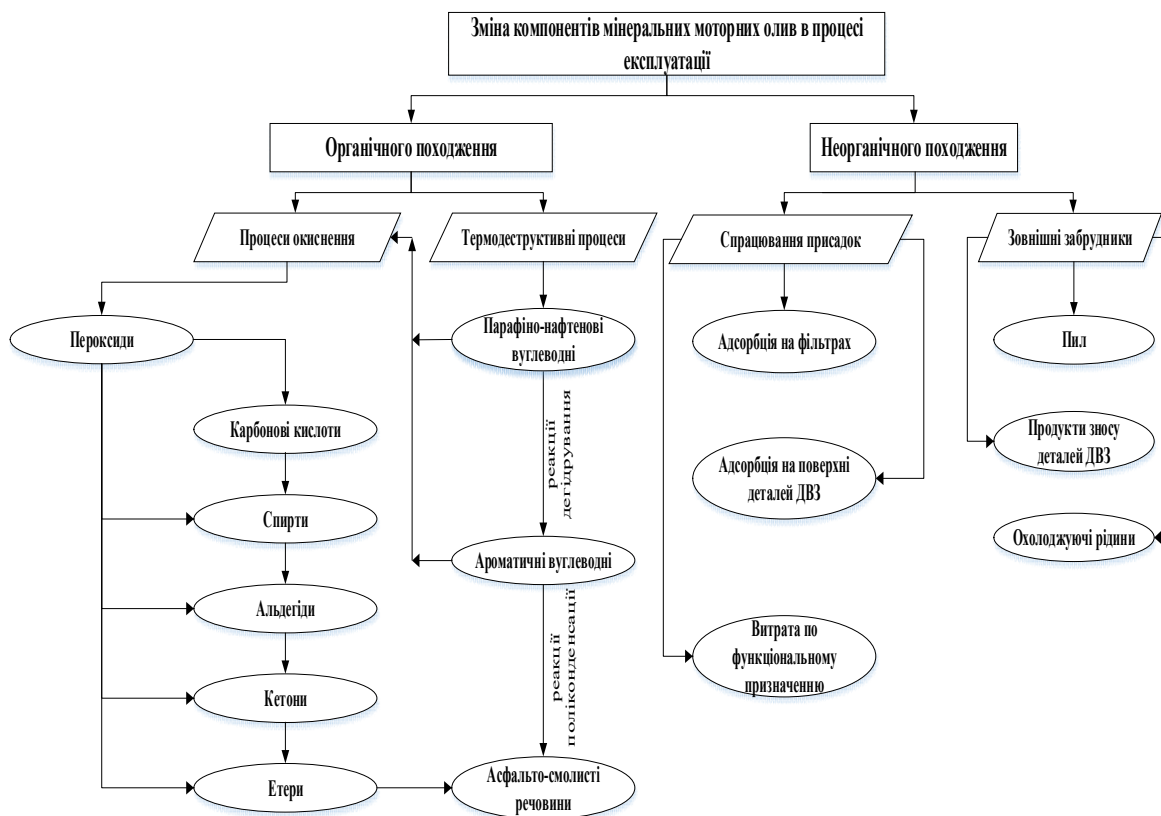 Зміна компонентів мінеральних моторних олив в процесі
експлуатації
Органічного походження
Неорганічного походження
Процеси окиснення
Термодеструктивні процеси
Спрацювання присадок
Зовнішні забрудники
Пероксиди
Парафіно-нафтенові
вуглеводні
Адсорбція на фільтрах
Пил
реакції
дегідрування
Карбонові кислоти
Адсорбція на поверхні
деталей ДВЗ
Продукти зносу
деталей ДВЗ
Спирти
Ароматичні вуглеводні
Охолоджуючі рідини
Альдегіди
реакції
поліконденсації
Витрата по
функціональному
призначенню
Кетони
Етери
Асфальто-смолисті
речовини